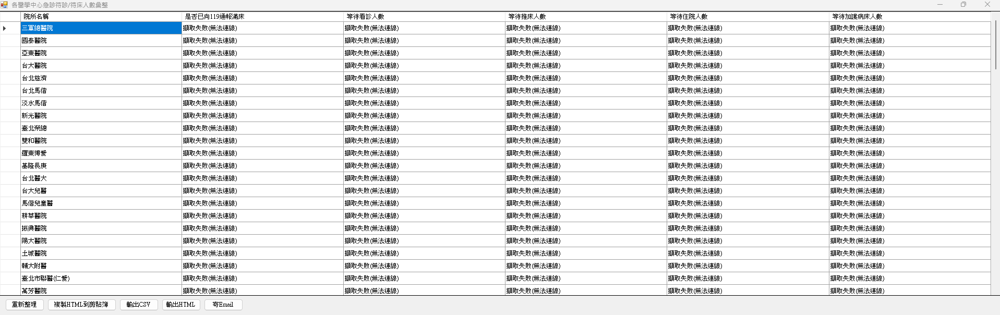 各醫學中心急診待診/待床人數彙整
院所名稱 是否已向119通報滿床 等待看診人數 等待推床人數 等待住院人數 等待加護病床人數
三軍總醫院 擷取失敗(無法連線) 擷取失敗(無法連線) 擷取失敗(無法連線) 擷取失敗(無法連線) 擷取失敗(無法連線)
國泰醫院 擷取失敗(無法連線) 擷取失敗(無法連線) 擷取失敗(無法連線) 擷取失敗(無法連線) 擷取失敗(無法連線)
亞東醫院 擷取失敗(無法連線) 擷取失敗(無法連線) 擷取失敗(無法連線) 擷取失敗(無法連線) 擷取失敗(無法連線)
台大醫院 擷取失敗(無法連線) 擷取失敗(無法連線) 擷取失敗(無法連線) 擷取失敗(無法連線) 擷取失敗(無法連線)
台北慈濟 擷取失敗(無法連線) 擷取失敗(無法連線) 擷取失敗(無法連線) 擷取失敗(無法連線) 擷取失敗(無法連線)
台北馬偕 擷取失敗(無法連線) 擷取失敗(無法連線) 擷取失敗(無法連線) 擷取失敗(無法連線) 擷取失敗(無法連線)
淡水馬偕 擷取失敗(無法連線) 擷取失敗(無法連線) 擷取失敗(無法連線) 擷取失敗(無法連線) 擷取失敗(無法連線)
新光醫院 擷取失敗(無法連線) 擷取失敗(無法連線) 擷取失敗(無法連線) 擷取失敗(無法連線) 擷取失敗(無法連線)
臺北榮總 擷取失敗(無法連線) 擷取失敗(無法連線) 擷取失敗(無法連線) 擷取失敗(無法連線) 擷取失敗(無法連線)
雙和醫院 擷取失敗(無法連線) 擷取失敗(無法連線) 擷取失敗(無法連線) 擷取失敗(無法連線) 擷取失敗(無法連線)
羅東博愛 擷取失敗(無法連線) 擷取失敗(無法連線) 擷取失敗(無法連線) 擷取失敗(無法連線) 擷取失敗(無法連線)
基隆長庚 擷取失敗(無法連線) 擷取失敗(無法連線) 擷取失敗(無法連線) 擷取失敗(無法連線) 擷取失敗(無法連線)
台北醫大 擷取失敗(無法連線) 擷取失敗(無法連線) 擷取失敗(無法連線) 擷取失敗(無法連線) 擷取失敗(無法連線)
台大兒醫 擷取失敗(無法連線) 擷取失敗(無法連線) 擷取失敗(無法連線) 擷取失敗(無法連線) 擷取失敗(無法連線)
馬偕兒童醫 擷取失敗(無法連線) 擷取失敗(無法連線) 擷取失敗(無法連線) 擷取失敗(無法連線) 擷取失敗(無法連線)
耕莘醫院 擷取失敗(無法連線) 擷取失敗(無法連線) 擷取失敗(無法連線) 擷取失敗(無法連線) 擷取失敗(無法連線)
振興醫院 擷取失敗(無法連線) 擷取失敗(無法連線) 擷取失敗(無法連線) 擷取失敗(無法連線) 擷取失敗(無法連線)
陽大醫院 擷取失敗(無法連線) 擷取失敗(無法連線) 擷取失敗(無法連線) 擷取失敗(無法連線) 擷取失敗(無法連線)
土城醫院 擷取失敗(無法連線) 擷取失敗(無法連線) 擷取失敗(無法連線) 擷取失敗(無法連線) 擷取失敗(無法連線)
輔大附醫 擷取失敗(無法連線) 擷取失敗(無法連線) 擷取失敗(無法連線) 擷取失敗(無法連線) 擷取失敗(無法連線)
臺北市聯醫(仁愛) 擷取失敗(無法連線) 擷取失敗(無法連線) 擷取失敗(無法連線) 擷取失敗(無法連線) 擷取失敗(無法連線)
萬芳醫院 擷取失敗(無法連線) 擷取失敗(無法連線) 擷取失敗(無法連線) 擷取失敗(無法連線) 擷取失敗(無法連線)
重新整理 複製HTML到剪貼簿 輸出CSV 輸出HTML 寄Email